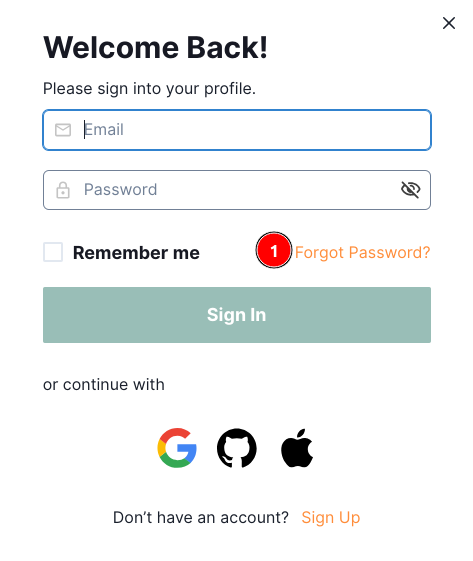 Welcome Back!
Please sign into your profile.
Email
Password
Remember me
1 Forgot Password?
Sign In
or continue with
Don’t have an account? Sign Up